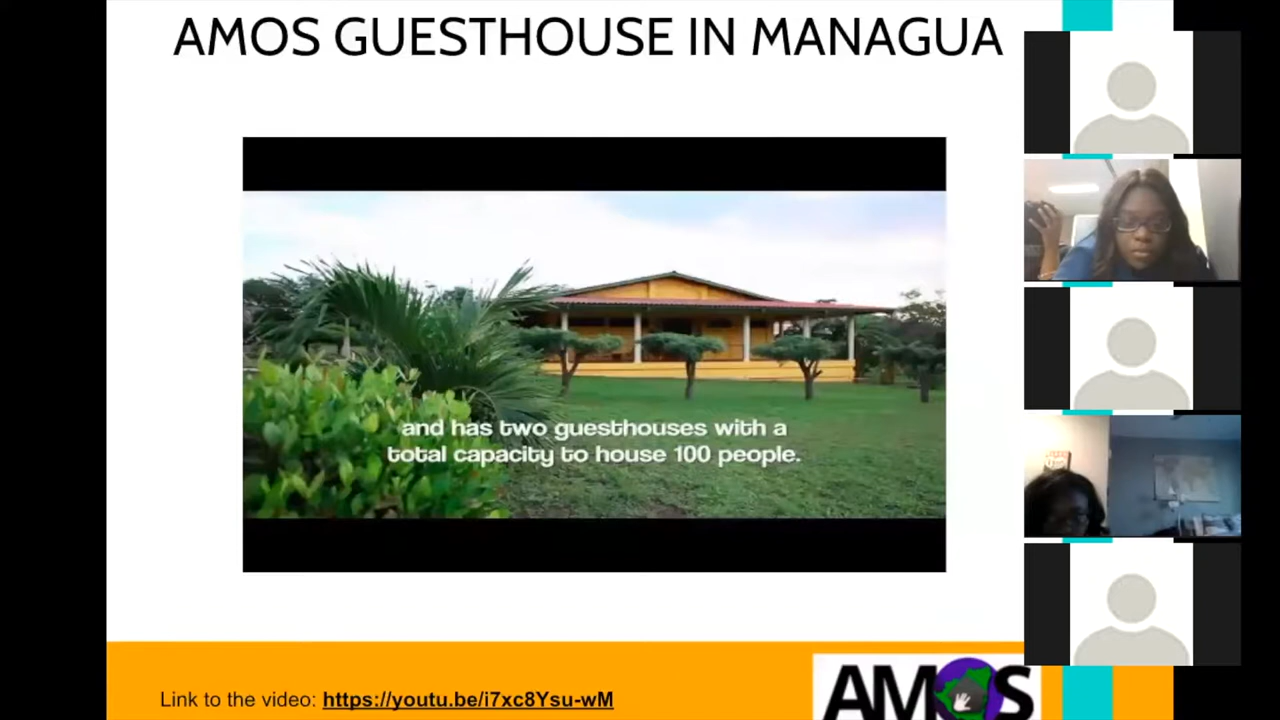 AMOS GUESTHOUSE IN MANAGUA
and has two guesthouses with a
total capacity to house 100 people.
Link to the video: https://youtu.be/i7xc8Ysu-wM
AMOS